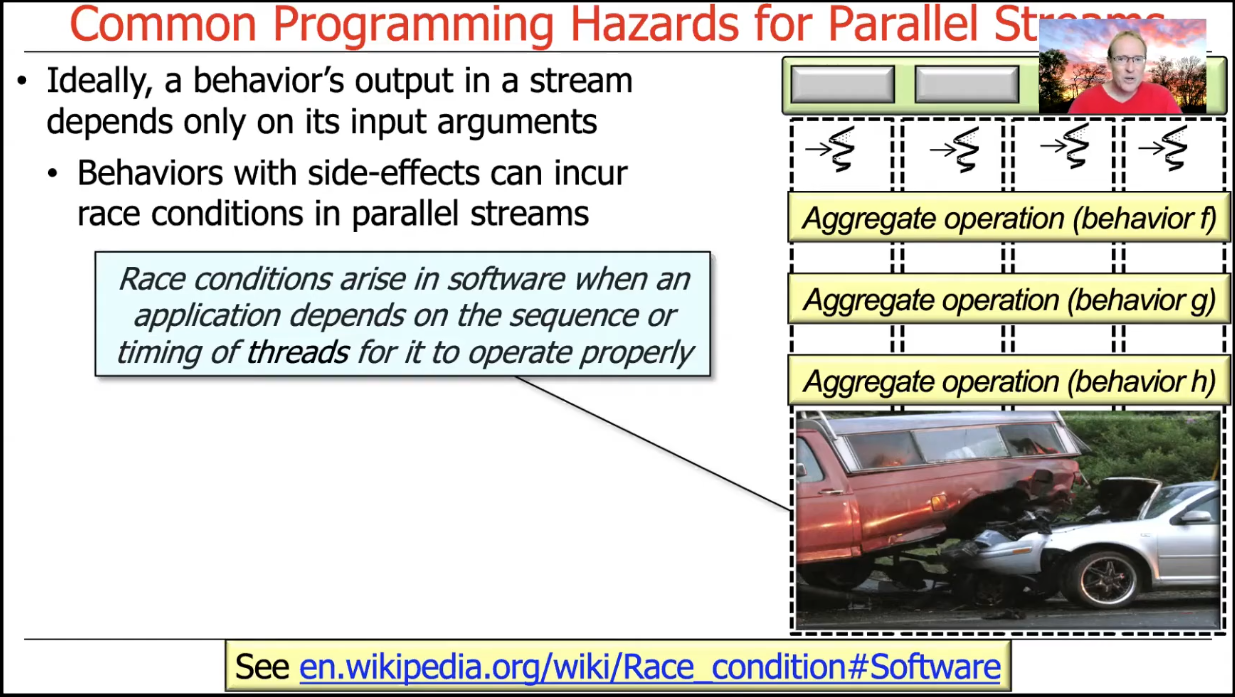 Common Programming Hazards for Parallel Streams
• Ideally, a behavior's output in a stream
depends only on its input arguments
• Behaviors with side-effects can incur
race conditions in parallel streams
Race conditions arise in software when an
application depends on the sequence or
timing of threads for it to operate properly
Aggregate operation (behavior f)
Aggregate operation (behavior g)
Aggregate operation (behavior h)
See en.wikipedia.org/wiki/Race_condition#Software